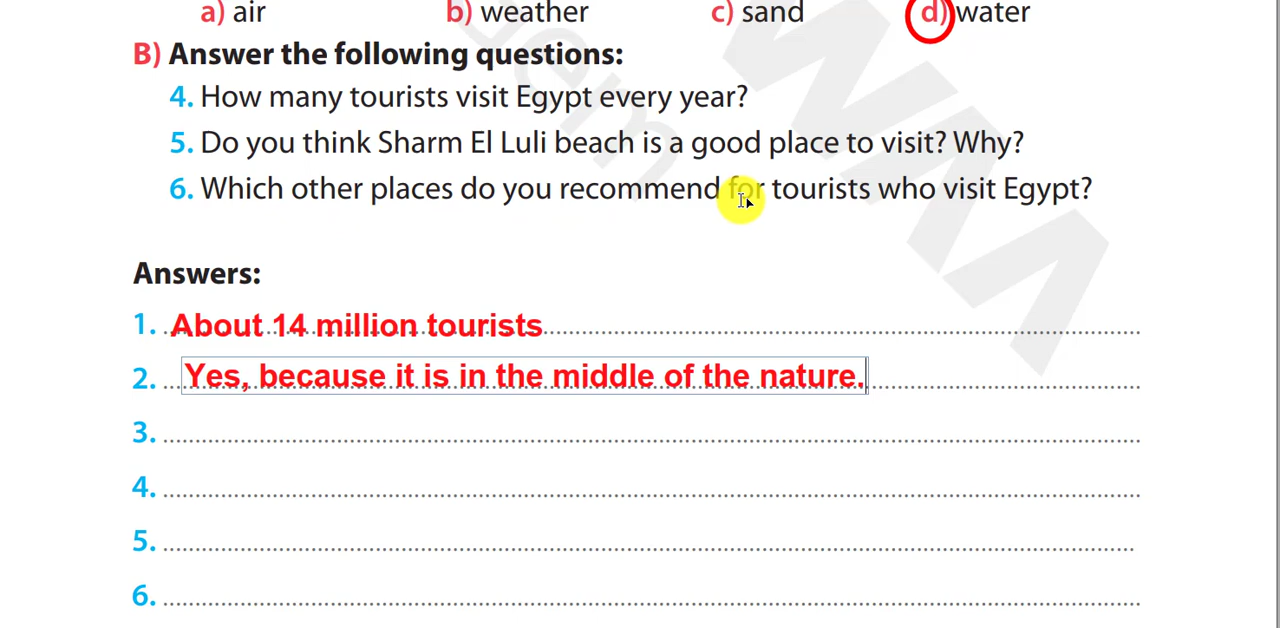 a) air b) weather c) sand d) water
B) Answer the following questions:
4. How many tourists visit Egypt every year?
5. Do you think Sharm El Luli beach is a good place to visit? Why?
6. Which other places do you recommend for tourists who visit Egypt?
Answers:
1. About 14 million tourists
2. Yes, because it is in the middle of the nature.
3.
4.
5.
6.